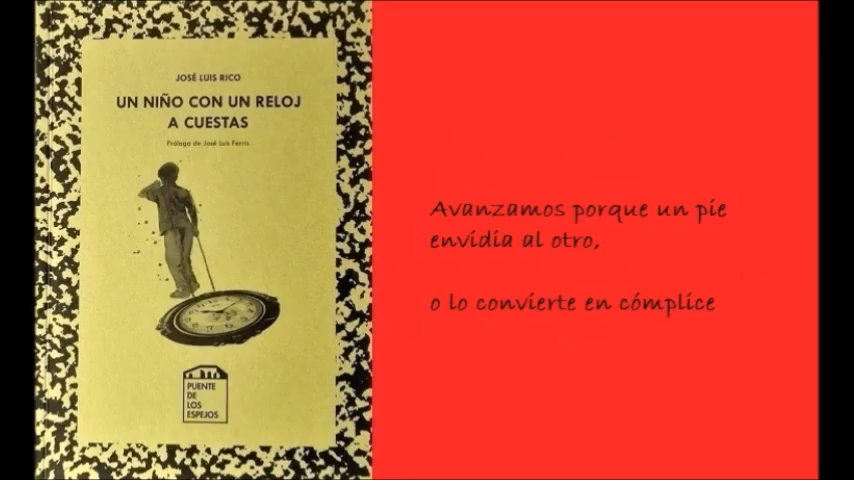 JOSÉ LUIS RICO
UN NIÑO CON UN RELOJ
A CUESTAS
Prólogo de José Luis Ferris
PUENTE
DE
LOS
ESPEJOS
Avanzamos porque un pie
envidia al otro,
o lo convierte en cómplice